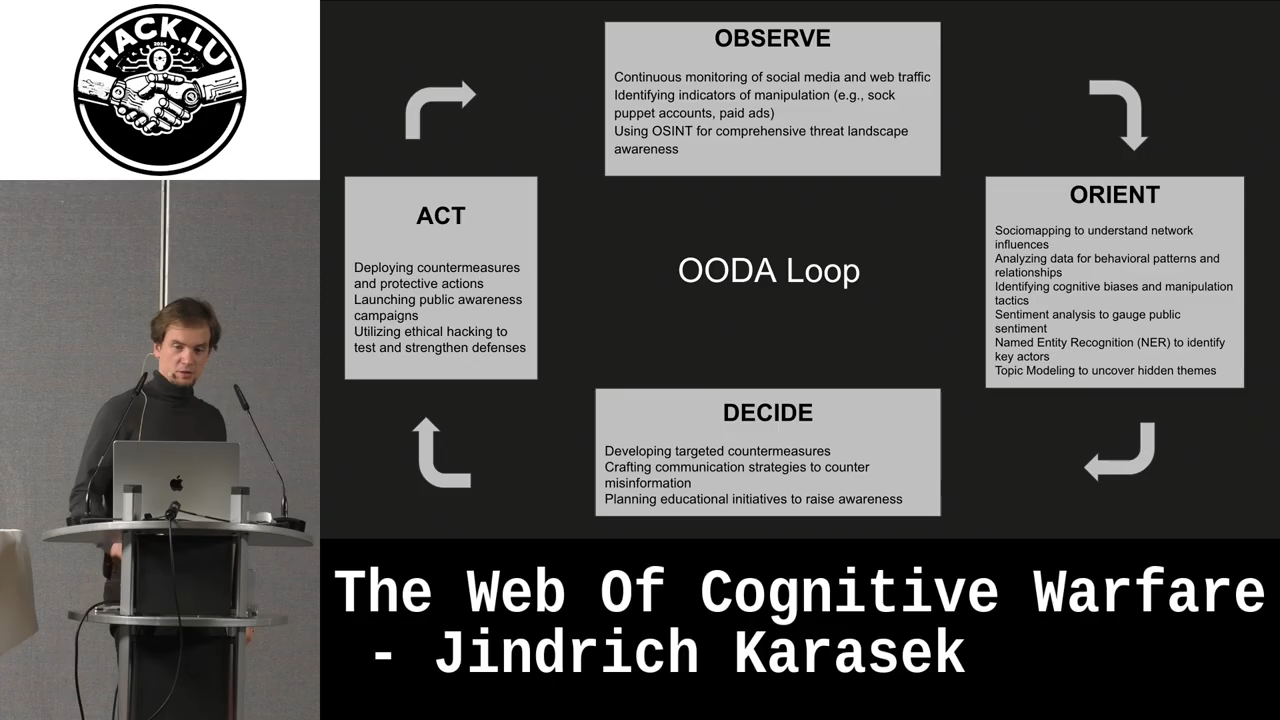 HACK.LU
2024
OBSERVE
Continuous monitoring of social media and web traffic
Identifying indicators of manipulation (e.g., sock
puppet accounts, paid ads)
Using OSINT for comprehensive threat landscape
awareness
ORIENT
Sociomapping to understand network
influences
Analyzing data for behavioral patterns and
relationships
Identifying cognitive biases and manipulation
tactics
Sentiment analysis to gauge public
sentiment
Named Entity Recognition (NER) to identify
key actors
Topic Modeling to uncover hidden themes
OODA Loop
ACT
Deploying countermeasures
and protective actions
Launching public awareness
campaigns
Utilizing ethical hacking to
test and strengthen defenses
DECIDE
Developing targeted countermeasures
Crafting communication strategies to counter
misinformation
Planning educational initiatives to raise awareness
The Web Of Cognitive Warfare
- Jindrich Karasek